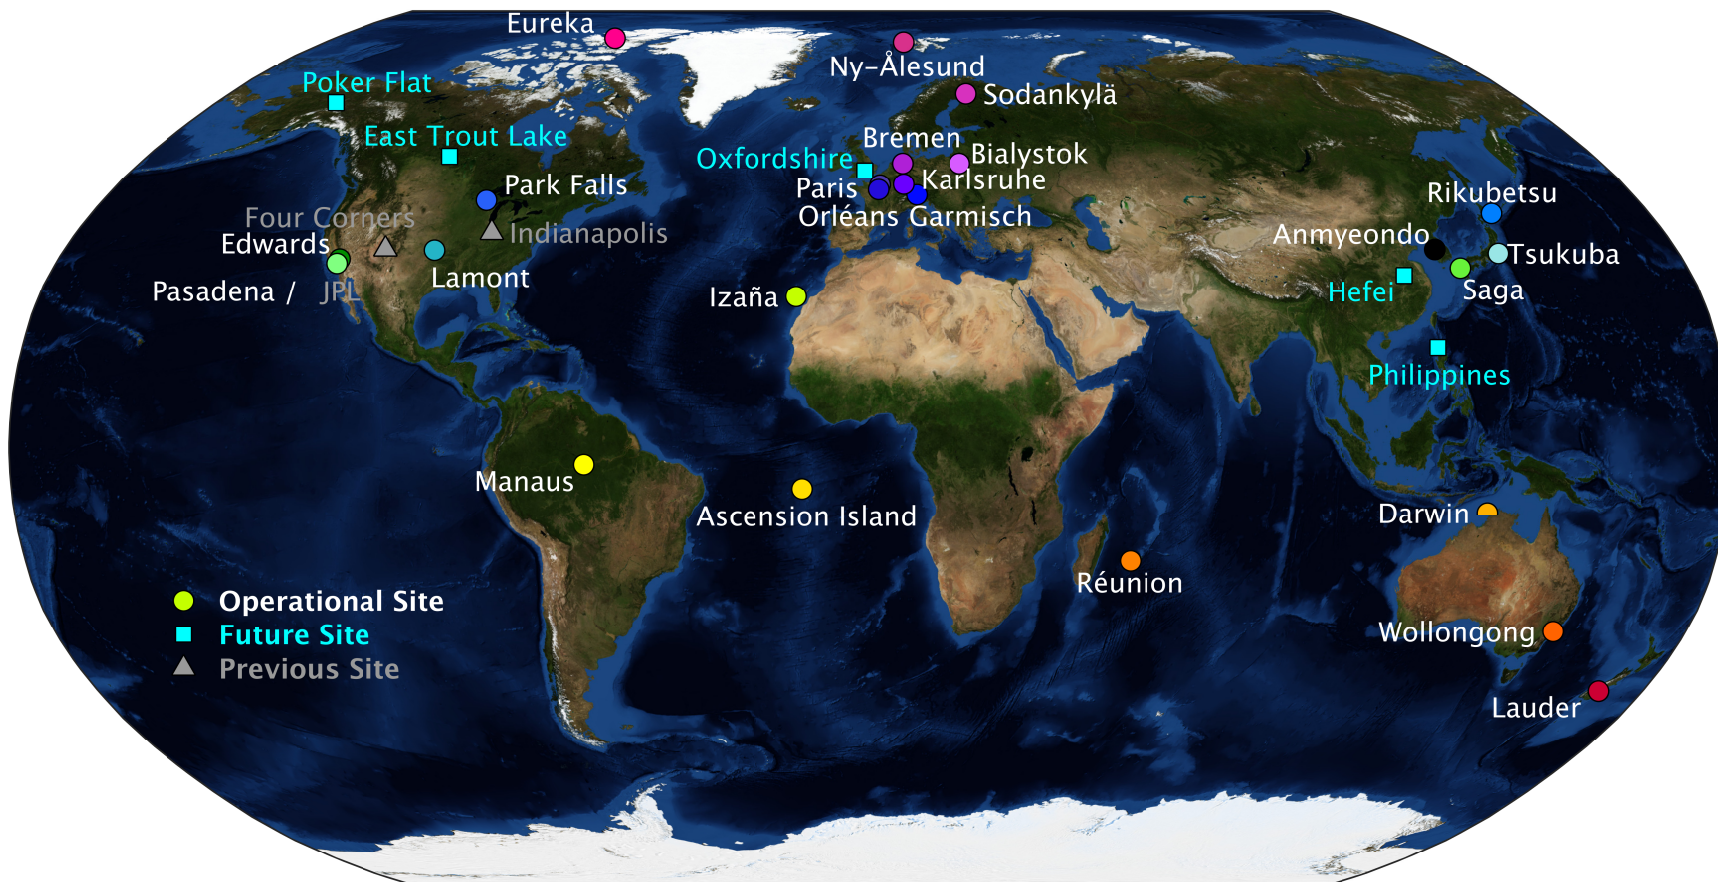 Eureka
Ny-Ålesund
Poker Flat
Sodankylä
East Trout Lake
Bremen
Oxfordshire
Bialystok
Park Falls
Paris
Karlsruhe
Rikubetsu
Four Corners
Orléans Garmisch
Edwards
Indianapolis
Anmyeondo
Tsukuba
Lamont
Pasadena / JPL
Izaña
Hefei
Saga
Philippines
Manaus
Ascension Island
Darwin
Réunion
Operational Site
Future Site
Wollongong
Previous Site
Lauder